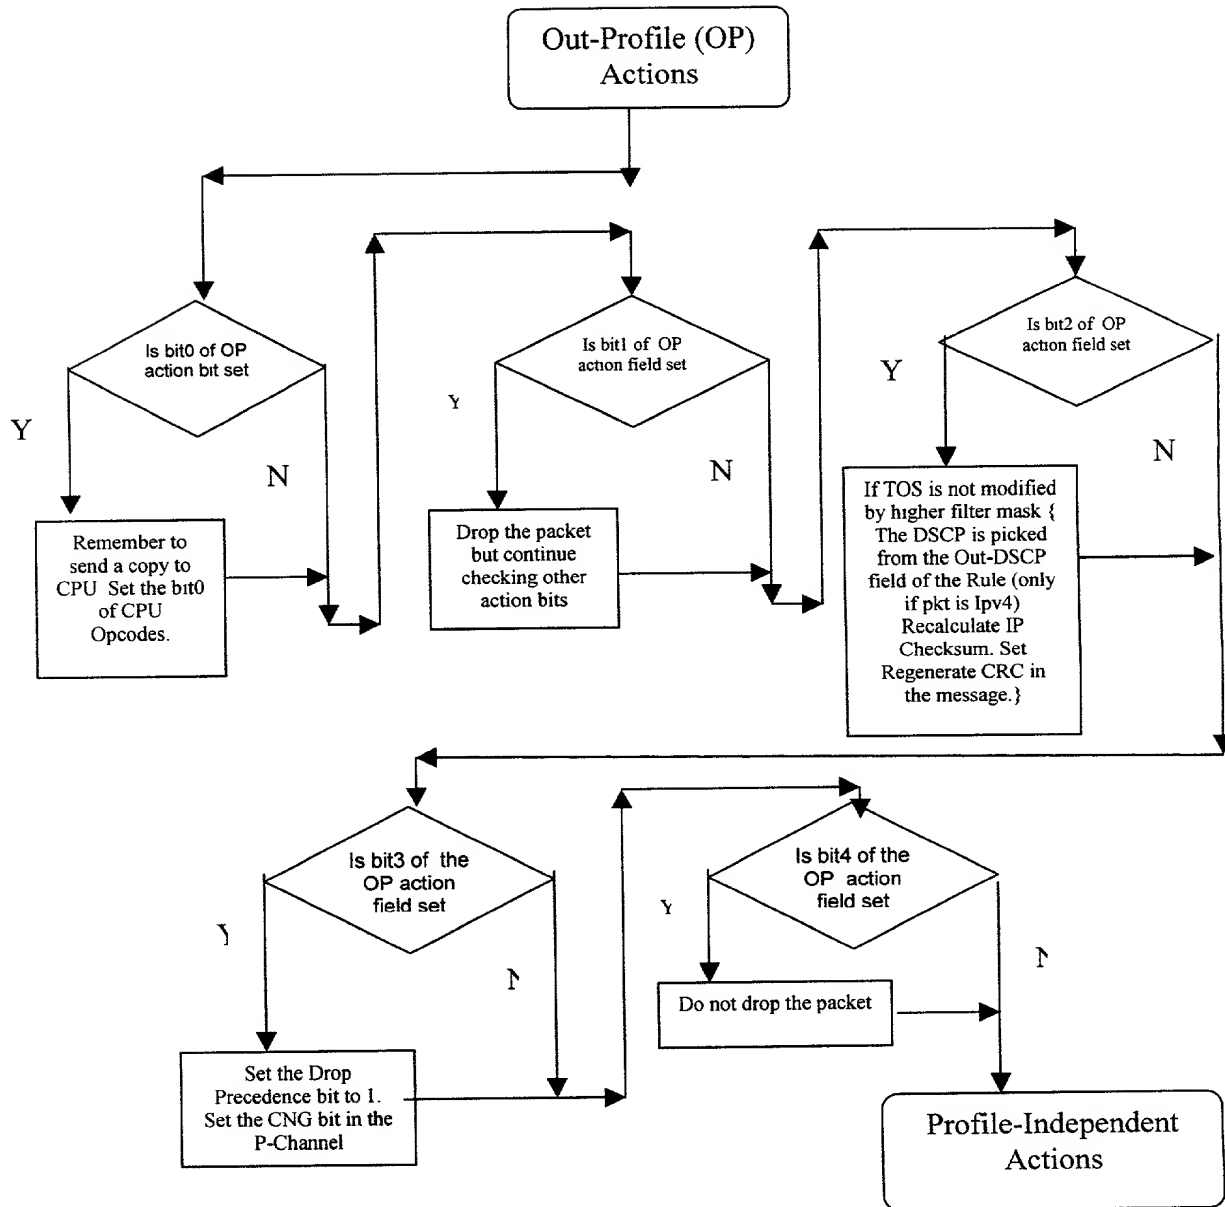 Out-Profile (OP)
Actions
Is bit0 of OP
action bit set
Y
N
Remember to
send a copy to
CPU Set the bit0
of CPU
Opcodes.
Is bit1 of OP
action field set
Y
N
Drop the packet
but continue
checking other
action bits
Is bit2 of OP
action field set
Y
N
If TOS is not modified
by higher filter mask {
The DSCP is picked
from the Out-DSCP
field of the Rule (only
if pkt is Ipv4)
Recalculate IP
Checksum. Set
Regenerate CRC in
the message.}
Is bit3 of the
OP action
field set
Y
N
Set the Drop
Precedence bit to 1.
Set the CNG bit in the
P-Channel
Is bit4 of the
OP action
field set
Y
N
Do not drop the packet
Profile-Independent
Actions